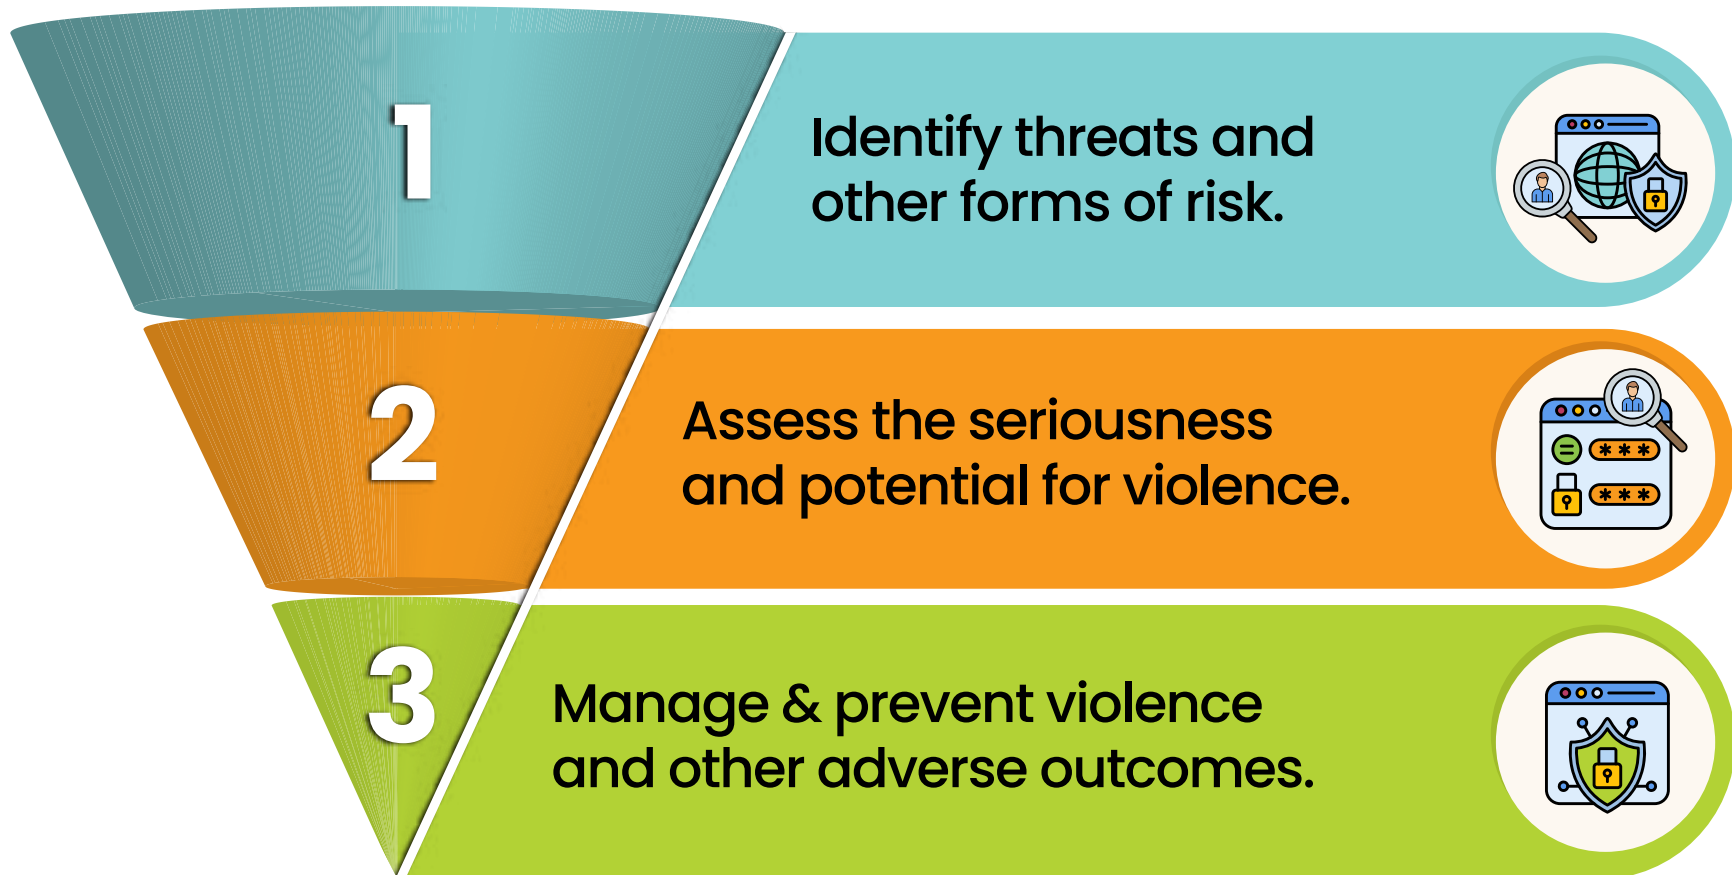 1
Identify threats and
other forms of risk.
2
Assess the seriousness
and potential for violence.
* * *
* * *
3
Manage & prevent violence
and other adverse outcomes.